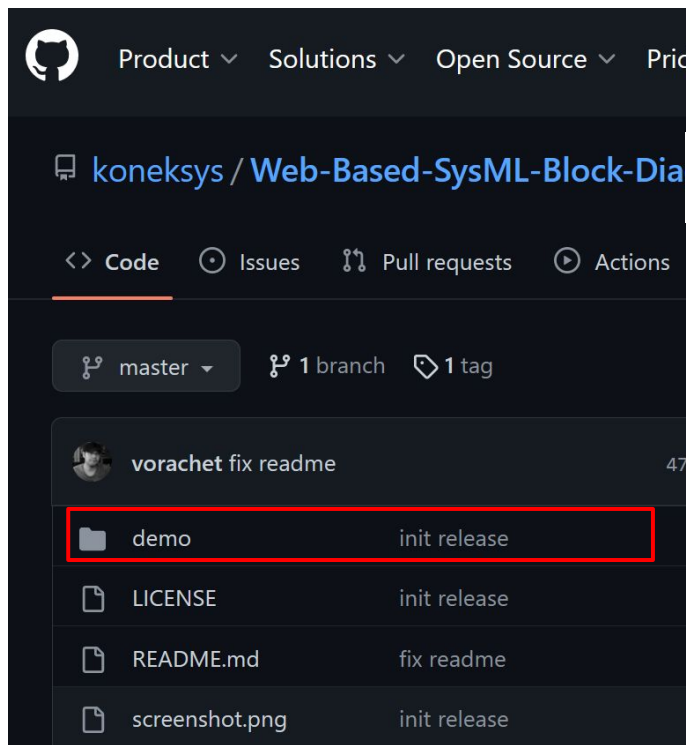 Product Solutions Open Source
koneksys / Web-Based-SysML-Block-Dia
Code Issues Pull requests Actions
master 1 branch 1 tag
vorachet fix readme 47
demo init release
LICENSE init release
README.md fix readme
screenshot.png init release